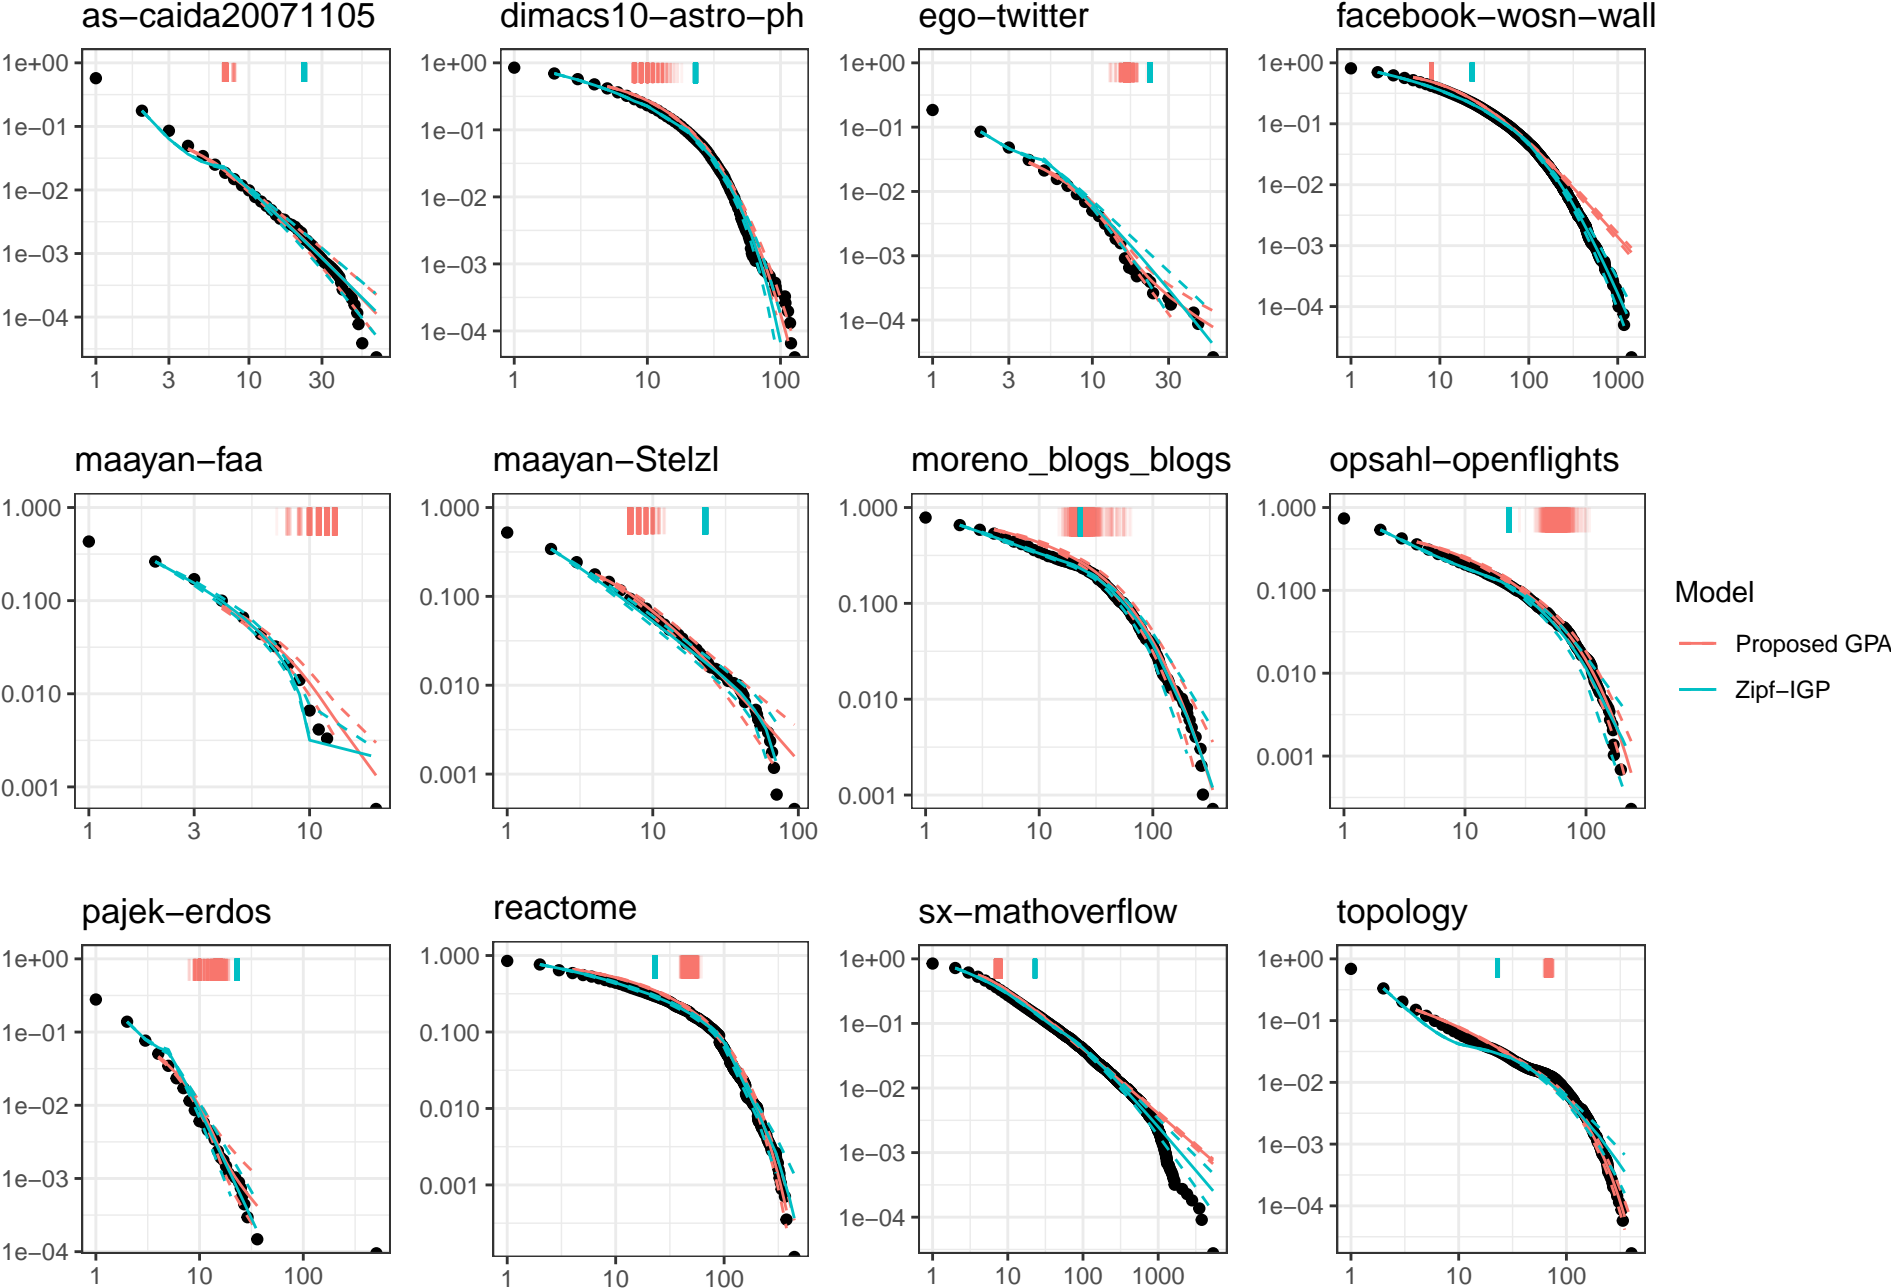 as−caida20071105
dimacs10−astro−ph
ego−twitter
facebook−wosn−wall
1e+00
1e−01
1e−02
1e−03
1e−04
1 3 10 30
1e+00
1e−01
1e−02
1e−03
1e−04
1 10 100
1e+00
1e−01
1e−02
1e−03
1e−04
1 3 10 30
1e+00
1e−01
1e−02
1e−03
1e−04
1 10 100 1000
maayan−faa
maayan−Stelzl
moreno_blogs_blogs
opsahl−openflights
1.000
0.100
0.010
0.001
1 3 10
1.000
0.100
0.010
0.001
1 10 100
1.000
0.100
0.010
0.001
1 10 100
1.000
0.100
0.010
0.001
1 10 100
Model
Proposed GPA
Zipf−IGP
pajek−erdos
reactome
sx−mathoverflow
topology
1e+00
1e−01
1e−02
1e−03
1e−04
1 10 100
1.000
0.100
0.010
0.001
1 10 100
1e+00
1e−01
1e−02
1e−03
1e−04
1 10 100 1000
1e+00
1e−01
1e−02
1e−03
1e−04
1 10 100